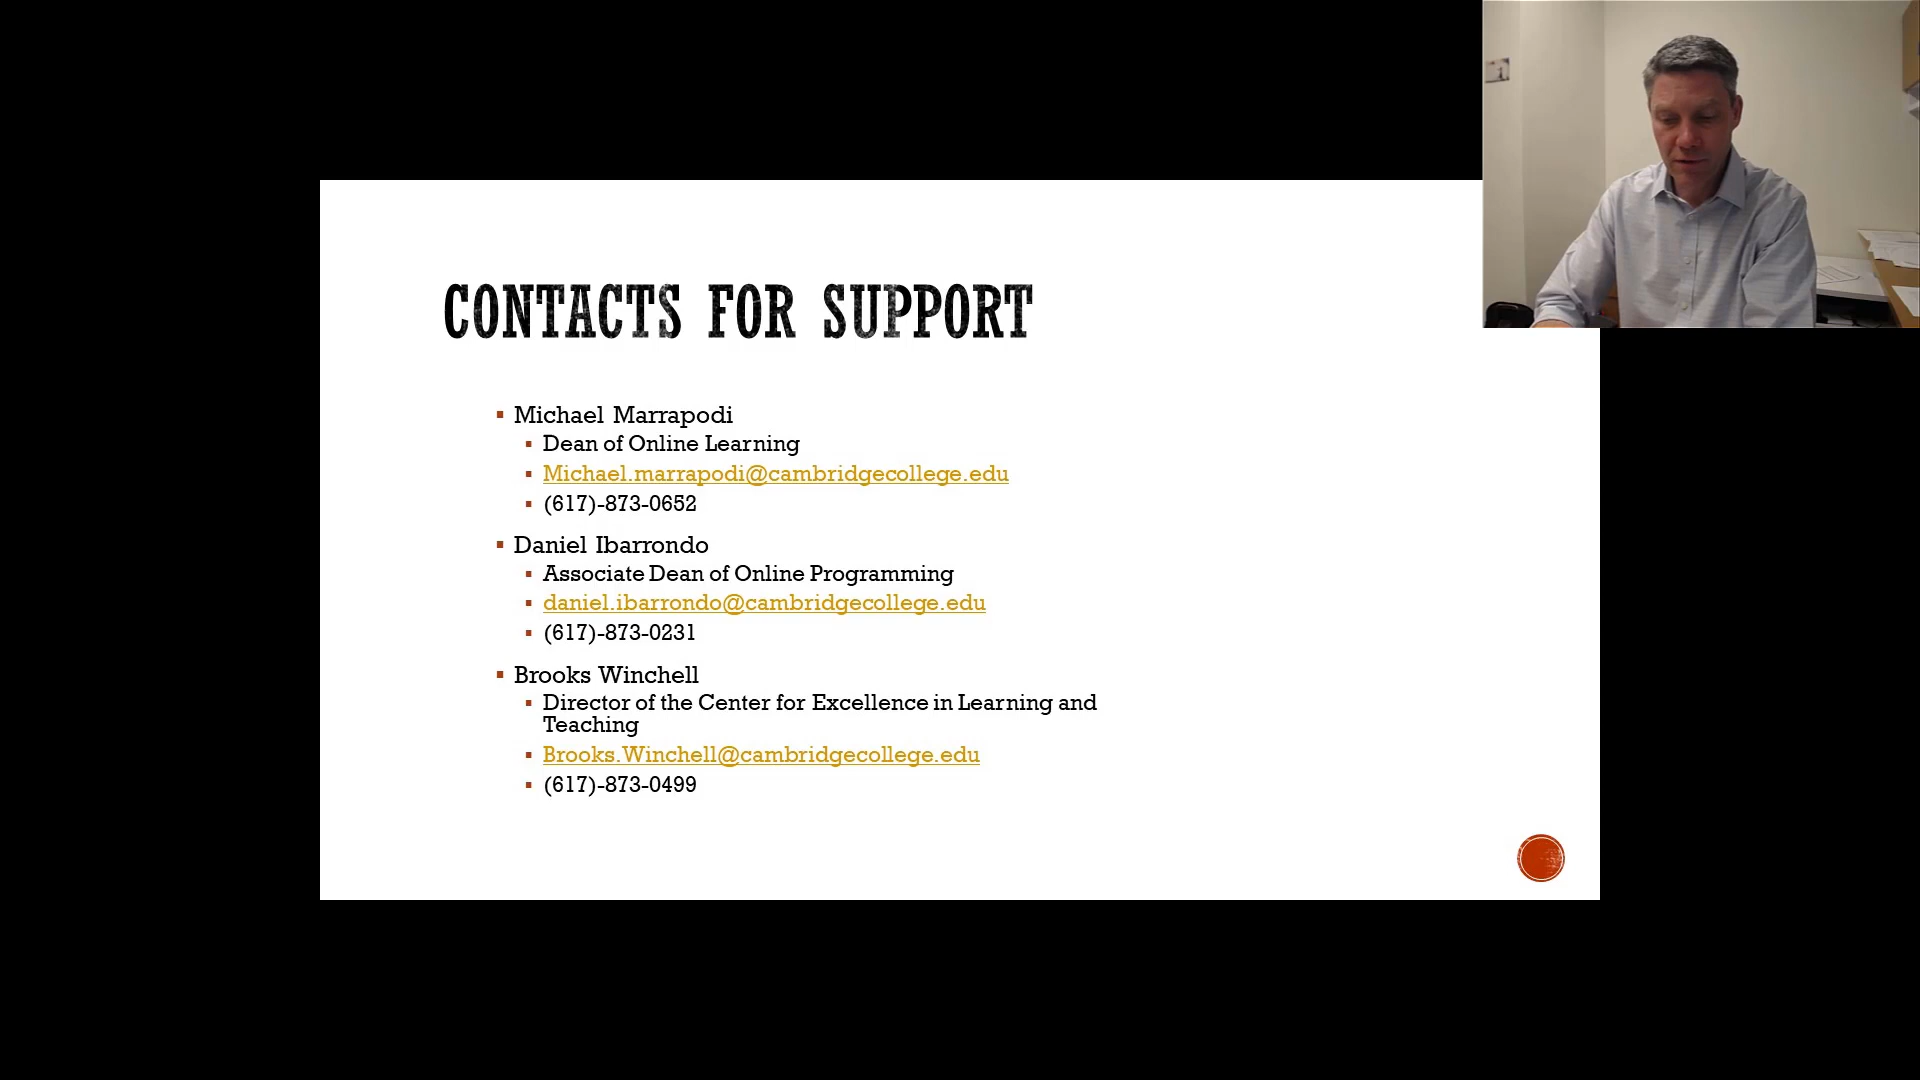 CONTACTS FOR SUPPORT
Michael Marrapodi
Dean of Online Learning
Michael.marrapodi@cambridgecollege.edu
(617)-873-0652
Daniel Ibarrondo
Associate Dean of Online Programming
daniel.ibarrondo@cambridgecollege.edu
(617)-873-0231
Brooks Winchell
Director of the Center for Excellence in Learning and
Teaching
Brooks.Winchell@cambridgecollege.edu
(617)-873-0499